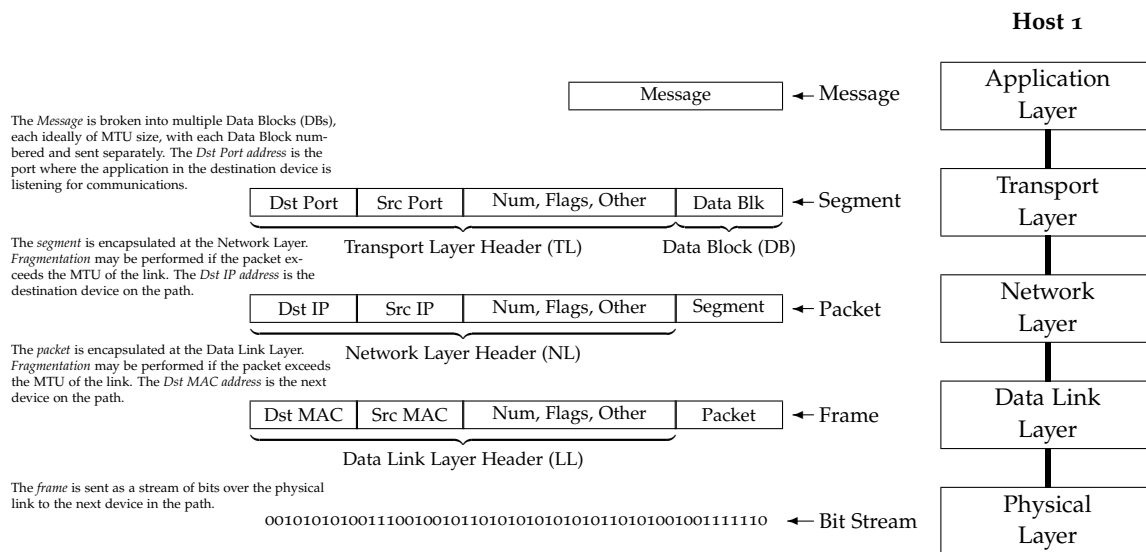 Host 1
Application
Layer
Message
Message
The Message is broken into multiple Data Blocks (DBs),
each ideally of MTU size, with each Data Block num-
bered and sent separately. The Dst Port address is the
port where the application in the destination device is
listening for communications.
Transport
Layer
Dst Port Src Port Num, Flags, Other Data Blk
Segment
Transport Layer Header (TL) Data Block (DB)
The segment is encapsulated at the Network Layer.
Fragmentation may be performed if the packet ex-
ceeds the MTU of the link. The Dst IP address is the
destination device on the path.
Network
Layer
Dst IP Src IP Num, Flags, Other Segment
Packet
Network Layer Header (NL)
The packet is encapsulated at the Data Link Layer.
Fragmentation may be performed if the packet exceeds
the MTU of the link. The Dst MAC address is the next
device on the path.
Data Link
Layer
Dst MAC Src MAC Num, Flags, Other Packet
Frame
Data Link Layer Header (LL)
The frame is sent as a stream of bits over the physical
link to the next device in the path.
Physical
Layer
001010101001110010010110101010101010110101001001111110
Bit Stream